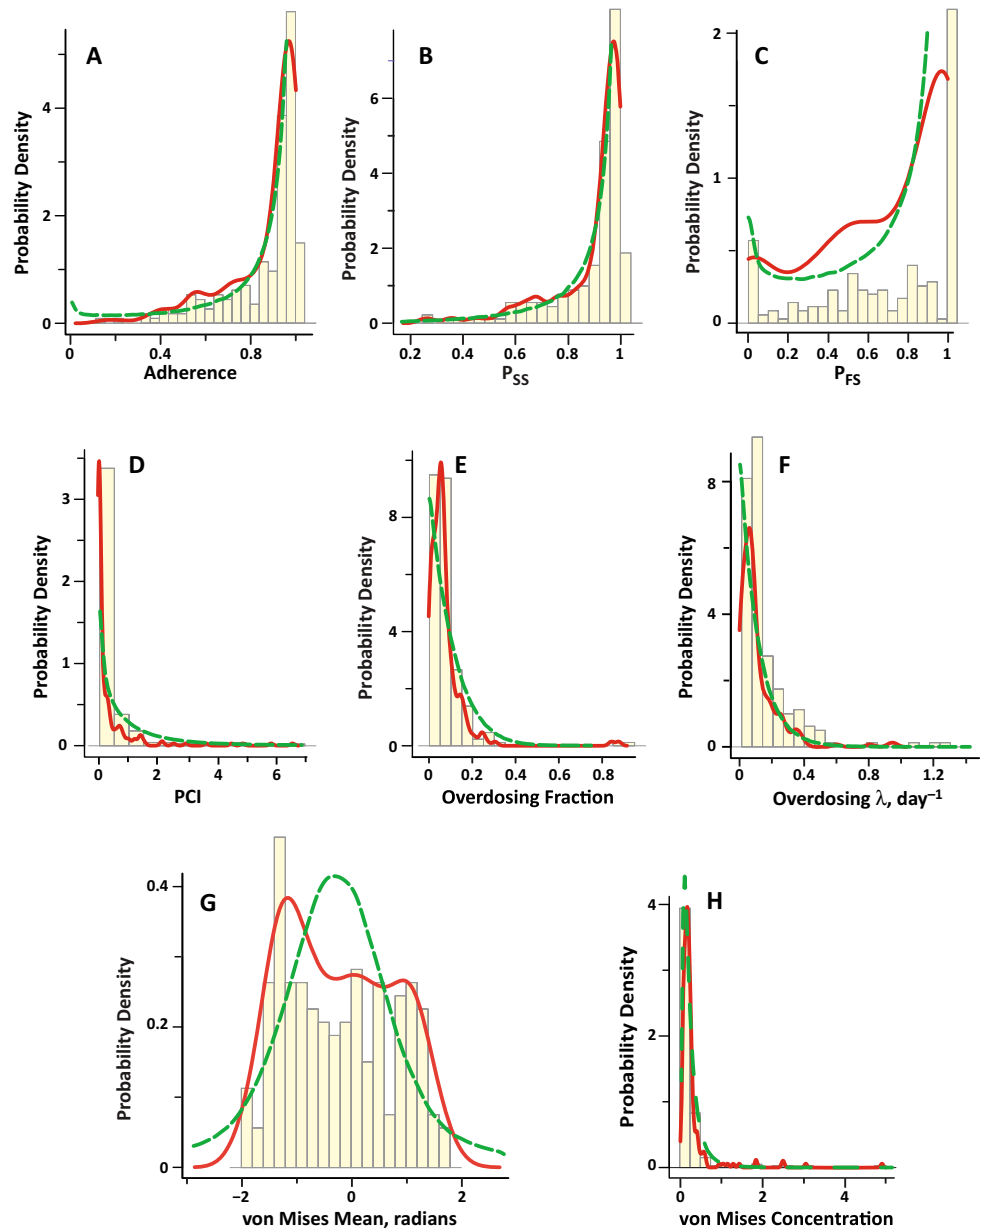 A
B
C
Probability Density
Probability Density
Probability Density
4
2
0
6
4
2
0
2
1
0
0
0.4
0.8
0.2
0.4
0.6
0.8
1
0
0.2
0.4
0.6
0.8
1
Adherence
PSS
PFS
D
E
F
Probability Density
Probability Density
Probability Density
3
2
1
0
8
4
0
8
4
0
0
2
4
6
0
0.2
0.4
0.6
0.8
0
0.4
0.8
1.2
PCI
Overdosing Fraction
Overdosing λ, day–1
G
H
Probability Density
Probability Density
0.4
0.2
0
4
2
0
–2
0
2
0
2
4
von Mises Mean, radians
von Mises Concentration